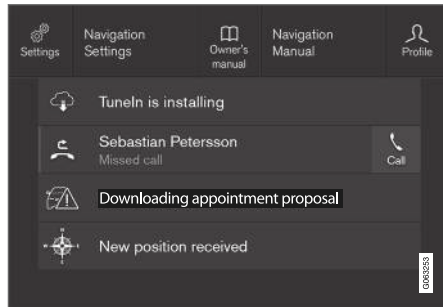 Settings
Navigation
Settings
Owner's
manual
Navigation
Manual
Profile
TuneIn is installing
Sebastian Petersson
Missed call
Call
Downloading appointment proposal
New position received
G063253